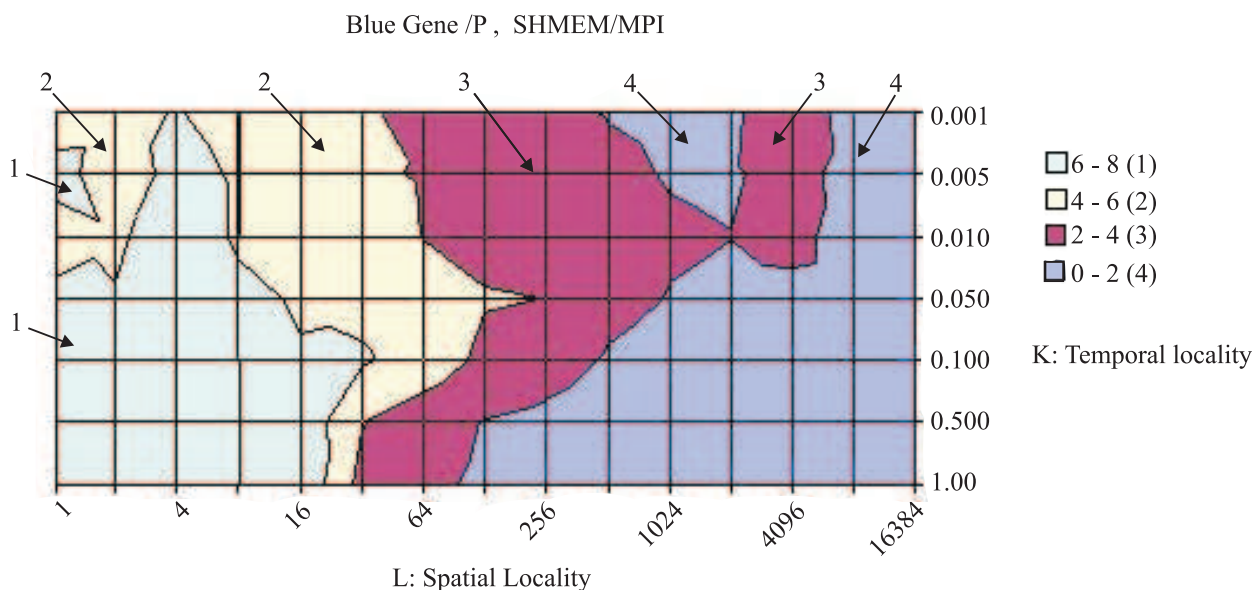 Blue Gene /P , SHMEM/MPI
2 2 3 4 3 4
1
1
0.001
0.005
0.010
0.050
0.100
0.500
1.00
6 - 8 (1)
4 - 6 (2)
2 - 4 (3)
0 - 2 (4)
K: Temporal locality
1 4 16 64 256 1024 4096 16384
L: Spatial Locality